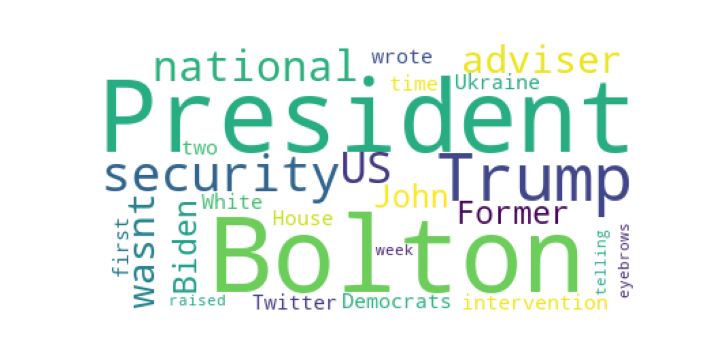 wrote
national
adviser
time
Ukraine
President
two
security
US
Trump
John
White
Former
House
first
wasnt
Biden
Bolton
week
telling
eyebrows
raised
Twitter
Democrats
intervention